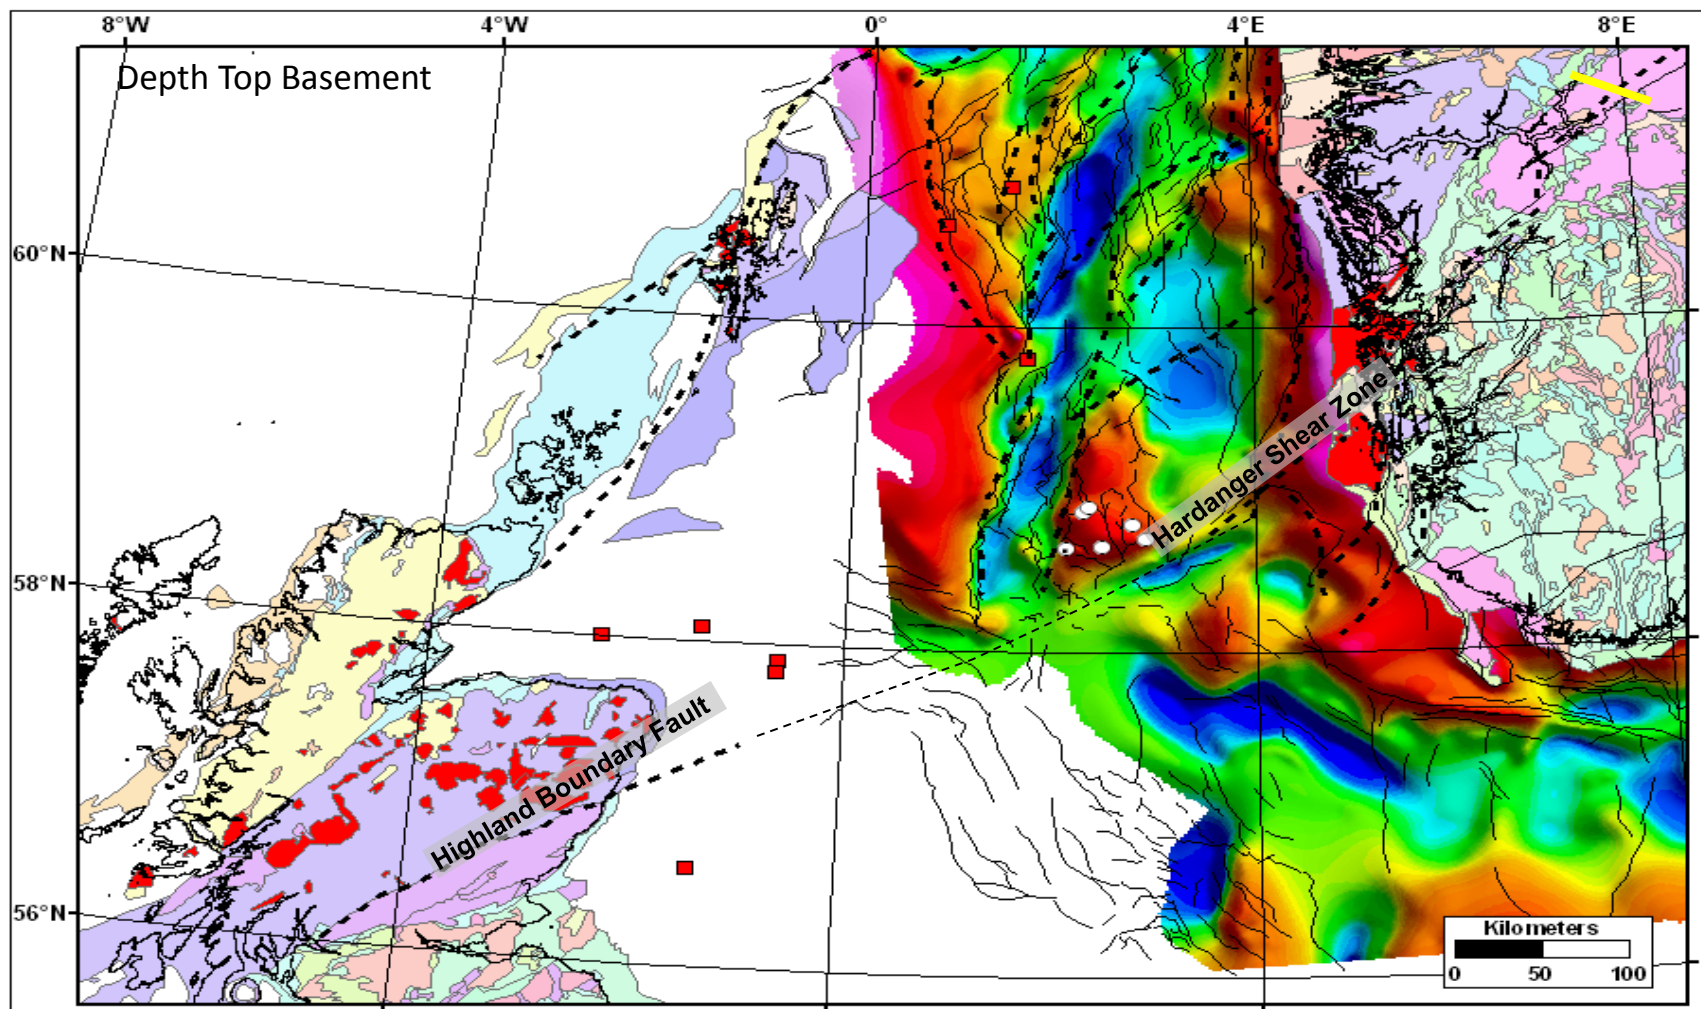 8°W 4°W 0° 4°E 8°E
Depth Top Basement
60°N
Hardanger Shear Zone
58°N
Highland Boundary Fault
56°N
Kilometers
0 50 100